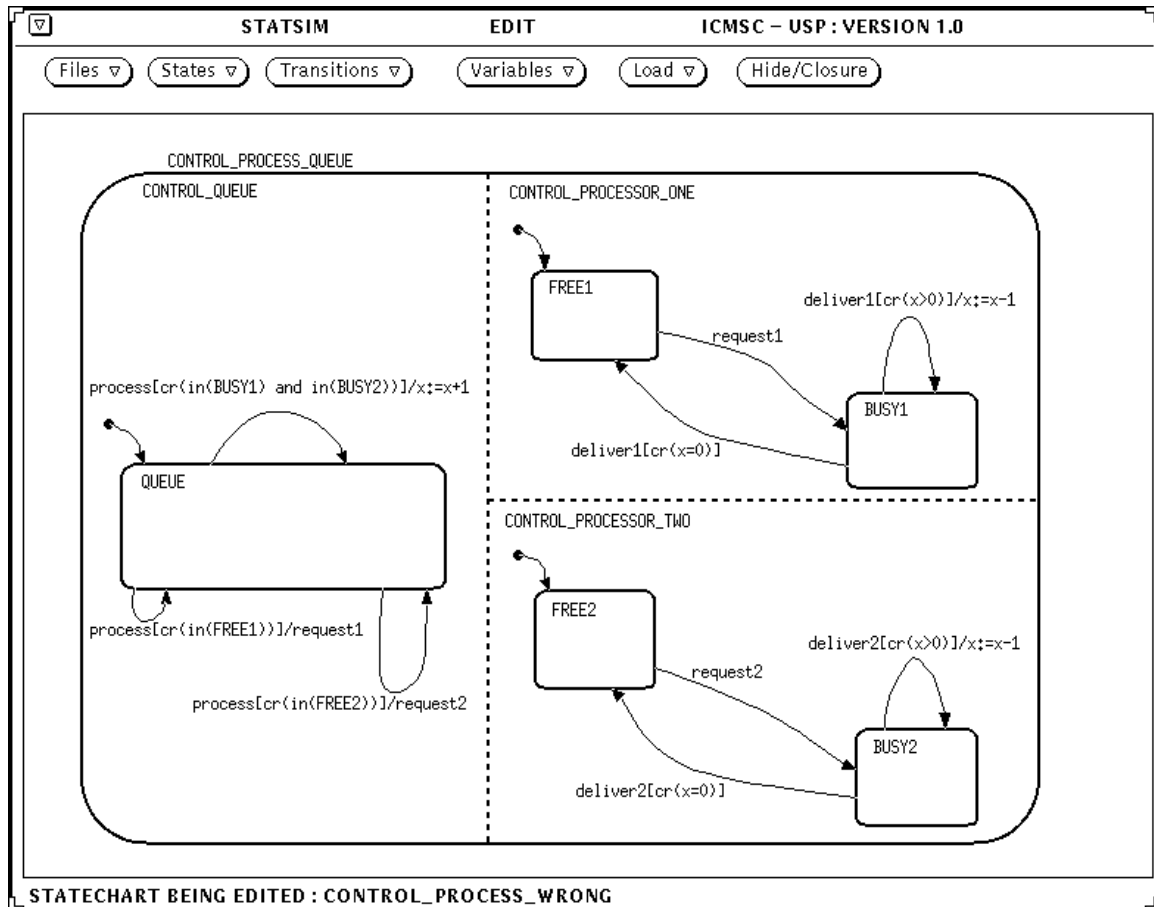 STATSIM EDIT ICMSC – USP : VERSION 1.0
Files States Transitions Variables Load Hide/Closure
CONTROL_PROCESS_QUEUE
CONTROL_QUEUE
CONTROL_PROCESSOR_ONE
FREE1
deliver1[cr(x>0)]/x:=x-1
request1
process[cr(in(BUSY1) and in(BUSY2))]/x:=x+1
BUSY1
deliver1[cr(x=0)]
QUEUE
CONTROL_PROCESSOR_TWO
FREE2
process[cr(in(FREE1))]/request1
deliver2[cr(x>0)]/x:=x-1
request2
process[cr(in(FREE2))]/request2
BUSY2
deliver2[cr(x=0)]
STATECHART BEING EDITED : CONTROL_PROCESS_WRONG